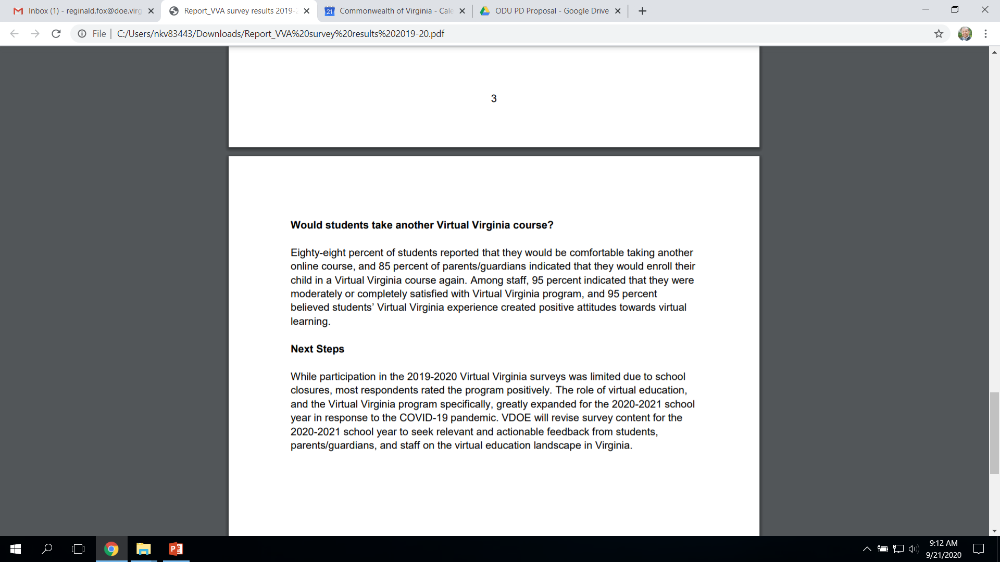 Inbox (1) - reginald.fox@doe.virg
Report_VVA survey results 2019-2
Commonwealth of Virginia - Cale
ODU PD Proposal - Google Drive
File
C:/Users/nkv83443/Downloads/Report_VVA%20survey%20results%202019-20.pdf
3
Would students take another Virtual Virginia course?
Eighty-eight percent of students reported that they would be comfortable taking another
online course, and 85 percent of parents/guardians indicated that they would enroll their
child in a Virtual Virginia course again. Among staff, 95 percent indicated that they were
moderately or completely satisfied with Virtual Virginia program, and 95 percent
believed students’ Virtual Virginia experience created positive attitudes towards virtual
learning.
Next Steps
While participation in the 2019-2020 Virtual Virginia surveys was limited due to school
closures, most respondents rated the program positively. The role of virtual education,
and the Virtual Virginia program specifically, greatly expanded for the 2020-2021 school
year in response to the COVID-19 pandemic. VDOE will revise survey content for the
2020-2021 school year to seek relevant and actionable feedback from students,
parents/guardians, and staff on the virtual education landscape in Virginia.
9:12 AM
9/21/2020